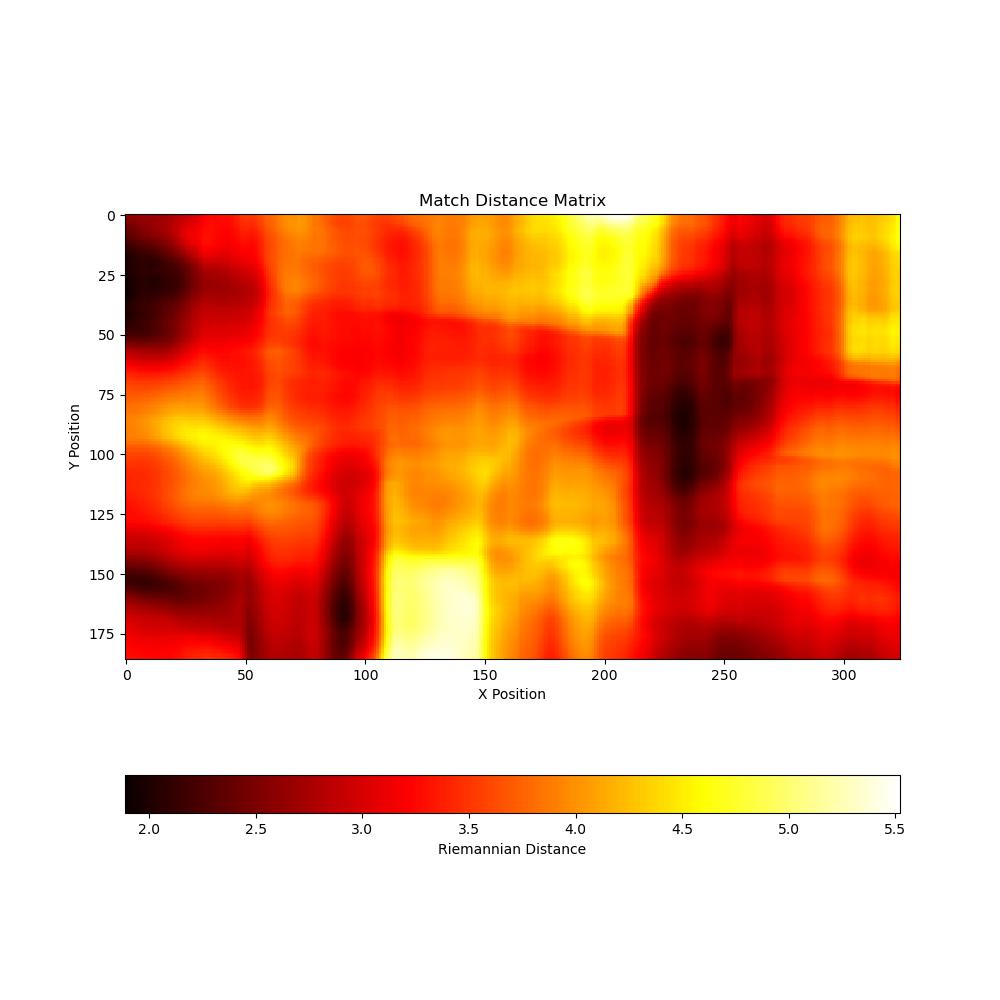 Match Distance Matrix
0
25
50
75
100
125
150
175
Y Position
0 50 100 150 200 250 300
X Position
2.0 2.5 3.0 3.5 4.0 4.5 5.0 5.5
Riemannian Distance